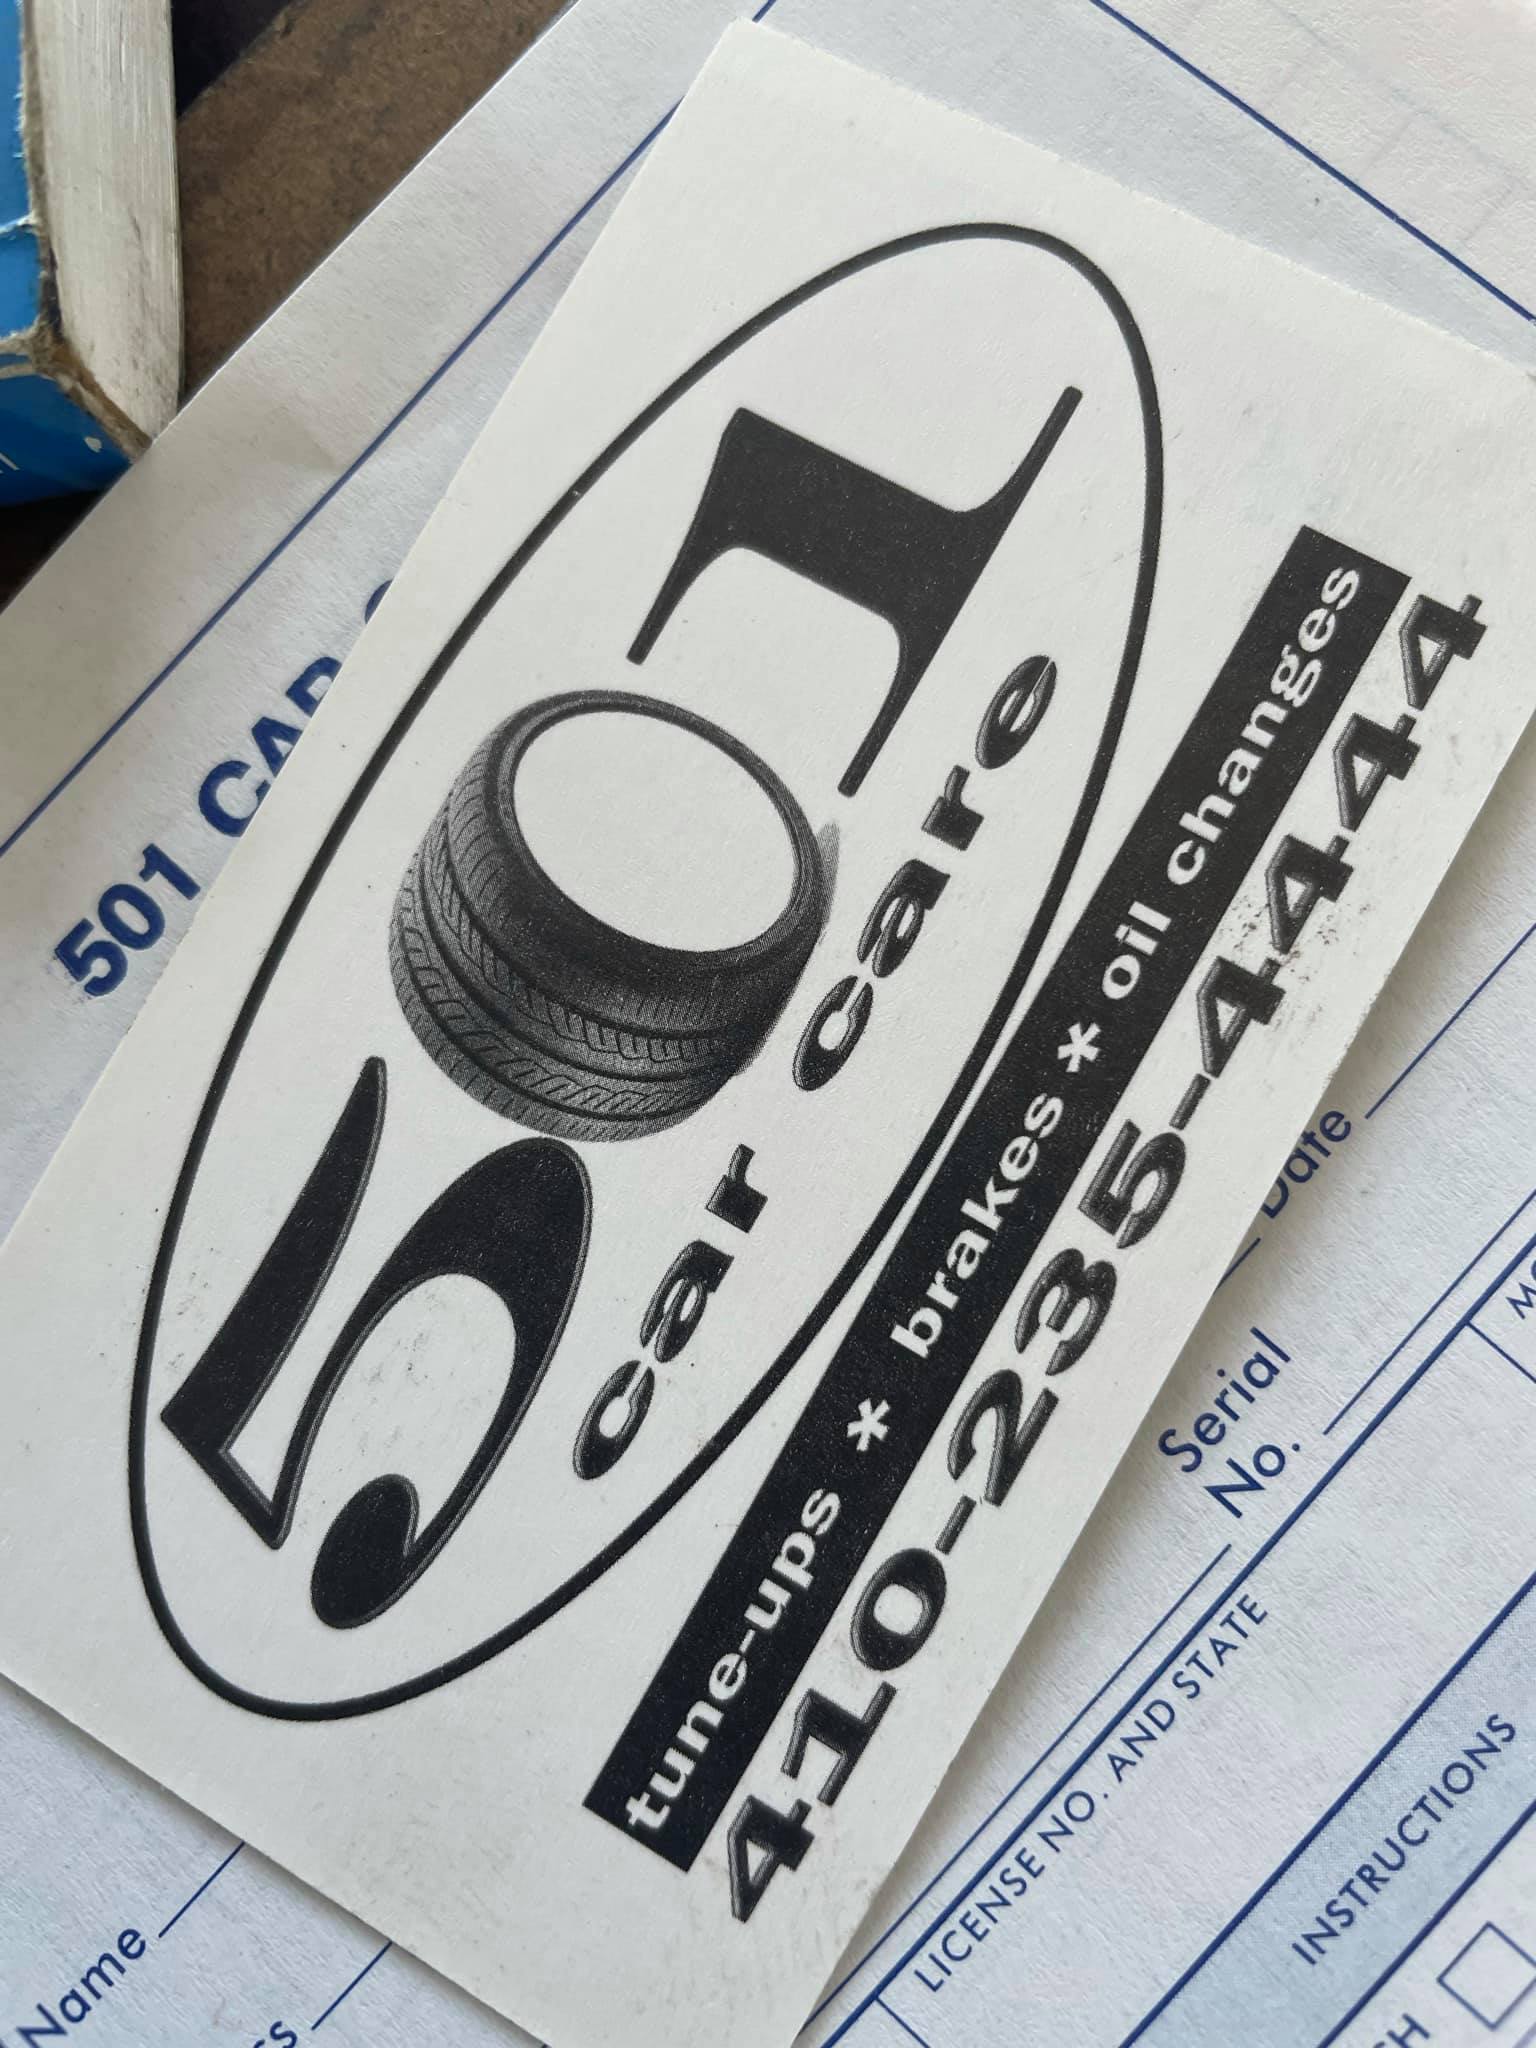 501
car care
tune-ups * brakes * oil changes
410-235-4444
501 CAR
Name
Date
Serial
No.
LICENSE NO. AND STATE
INSTRUCTIONS